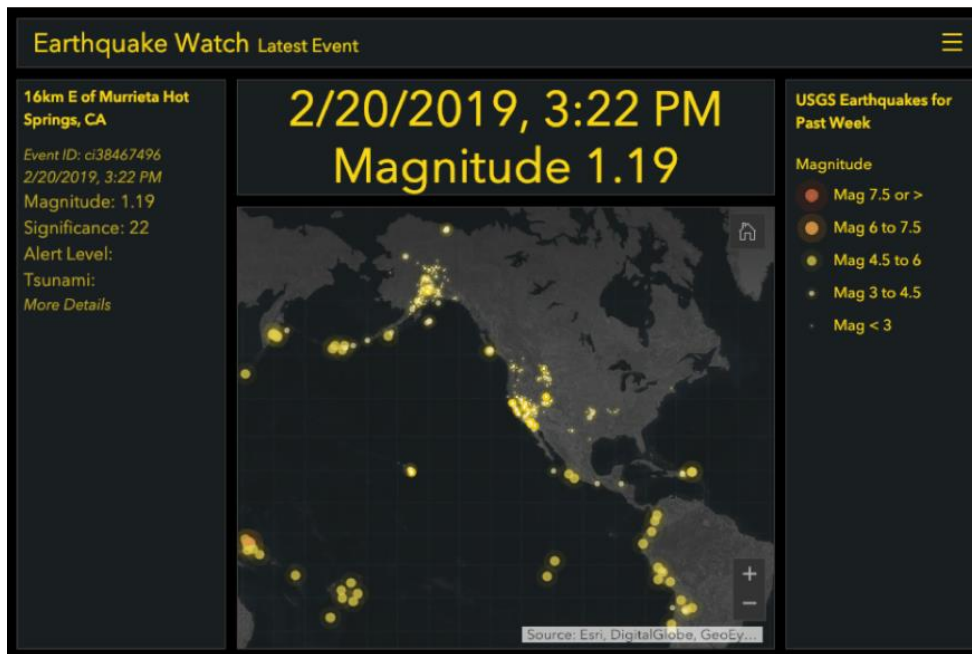 Earthquake Watch Latest Event
16km E of Murrieta Hot
Springs, CA
Event ID: ci38467496
2/20/2019, 3:22 PM
Magnitude: 1.19
Significance: 22
Alert Level:
Tsunami:
More Details
2/20/2019, 3:22 PM
Magnitude 1.19
Source: Esri, DigitalGlobe, GeoEy...
USGS Earthquakes for
Past Week
Magnitude
Mag 7.5 or >
Mag 6 to 7.5
Mag 4.5 to 6
Mag 3 to 4.5
Mag < 3